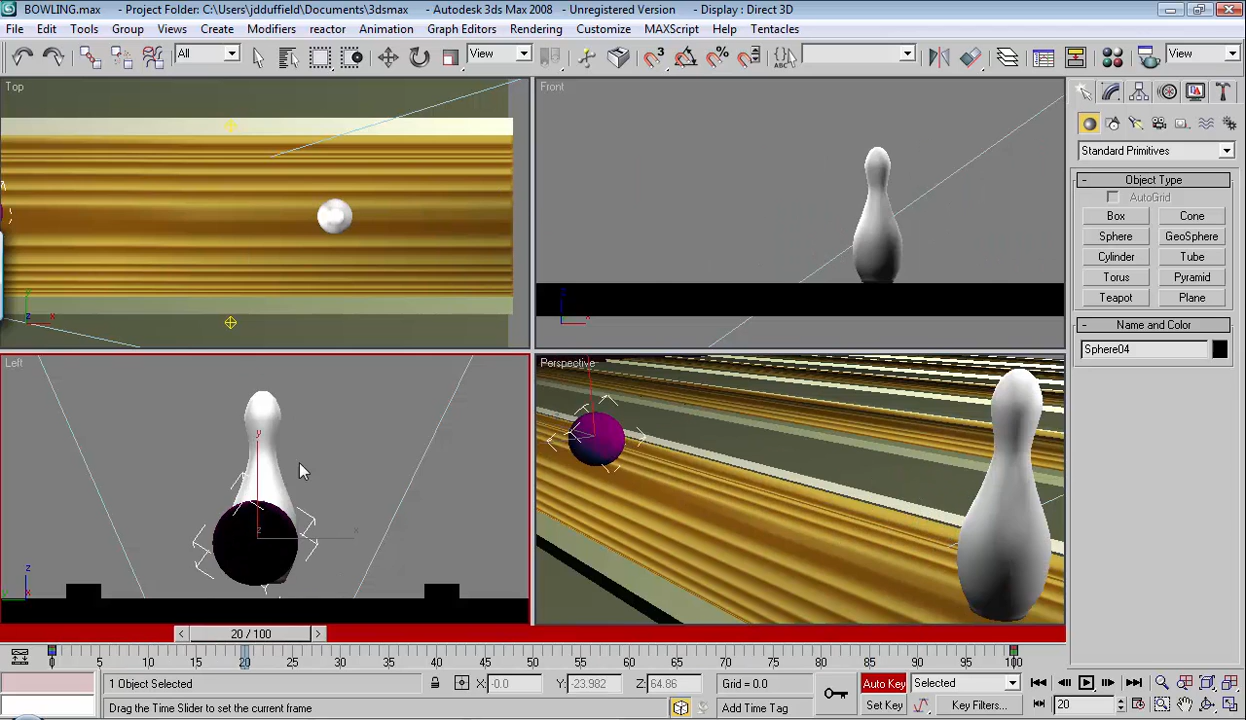 BOWLING.max - Project Folder: C:\Users\jdduffield\Documents\3dsmax - Autodesk 3ds Max 2008 - Unregistered Version - Display : Direct 3D
File Edit Tools Group Views Create Modifiers reactor Animation Graph Editors Rendering Customize MAXScript Help Tentacles
All View View
Top Front
Standard Primitives
- Object Type
AutoGrid
Box Cone
Sphere GeoSphere
Cylinder Tube
Torus Pyramid
Teapot Plane
- Name and Color
Sphere04
Left Perspective
y
x
z
z
x
y
x
z
x
z
x
< 20 / 100 >
5 10 15 20 25 30 35 40 45 50 55 60 65 70 75 80 85 90 95 100
1 Object Selected X: -0.0 Y: -23.982 Z: 64.86 Grid = 0.0 Auto Key Selected
Drag the Time Slider to set the current frame Add Time Tag Set Key Key Filters... 20